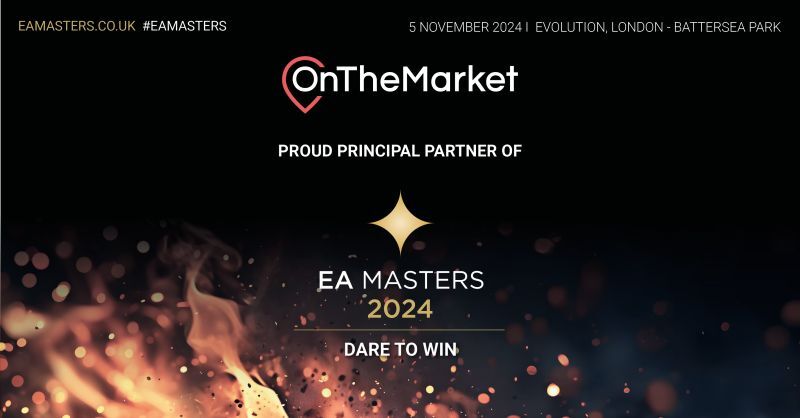 EAMASTERS.CO.UK #EAMASTERS
5 NOVEMBER 2024 I EVOLUTION, LONDON - BATTERSEA PARK
OnTheMarket
PROUD PRINCIPAL PARTNER OF
EA MASTERS
2024
DARE TO WIN